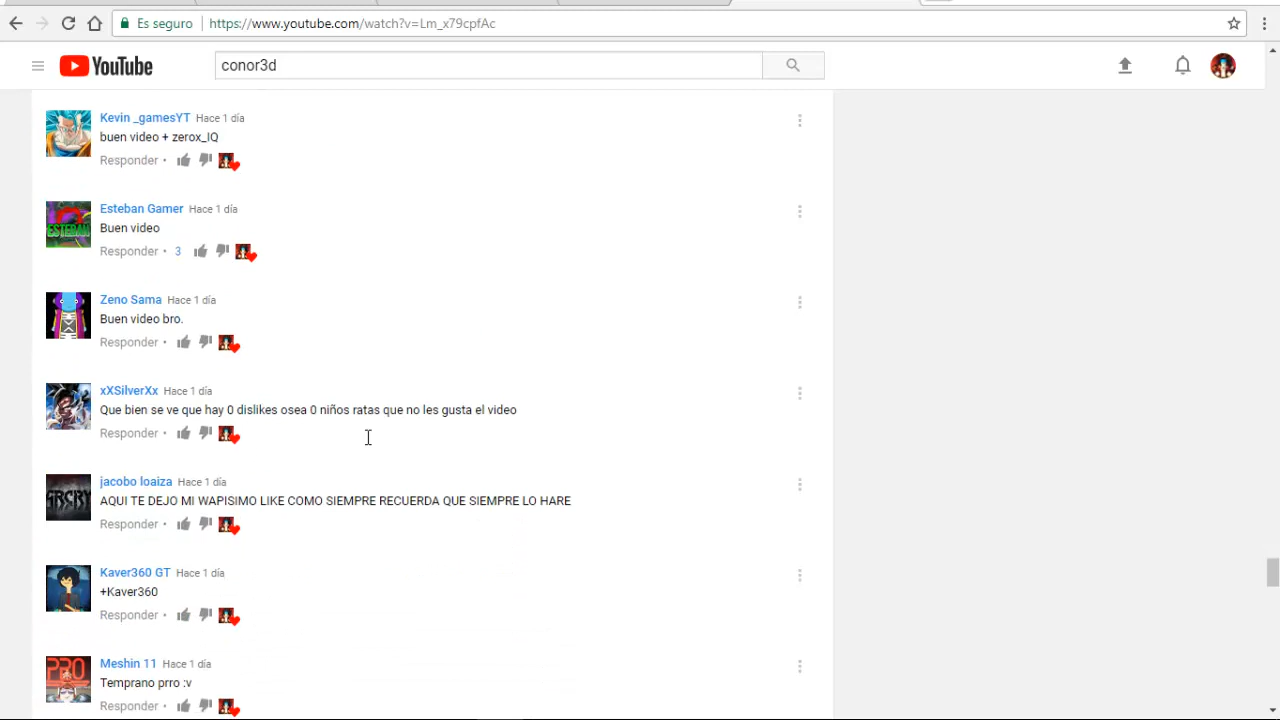 Es seguro
https://www.youtube.com/watch?v=Lm_x79cpfAc
YouTube
conor3d
Kevin _gamesYT Hace 1 día
buen video + zerox_IQ
Responder •
Esteban Gamer Hace 1 día
ESTEBAN
Buen video
Responder • 3
Zeno Sama Hace 1 día
Buen video bro.
Responder •
xXSilverXx Hace 1 día
Que bien se ve que hay 0 dislikes osea 0 niños ratas que no les gusta el video
Responder •
jacobo loaiza Hace 1 día
AQUI TE DEJO MI WAPISIMO LIKE COMO SIEMPRE RECUERDA QUE SIEMPRE LO HARE
Responder •
Kaver360 GT Hace 1 día
+Kaver360
Responder •
Meshin 11 Hace 1 día
PRO
Temprano prro :v
Responder •